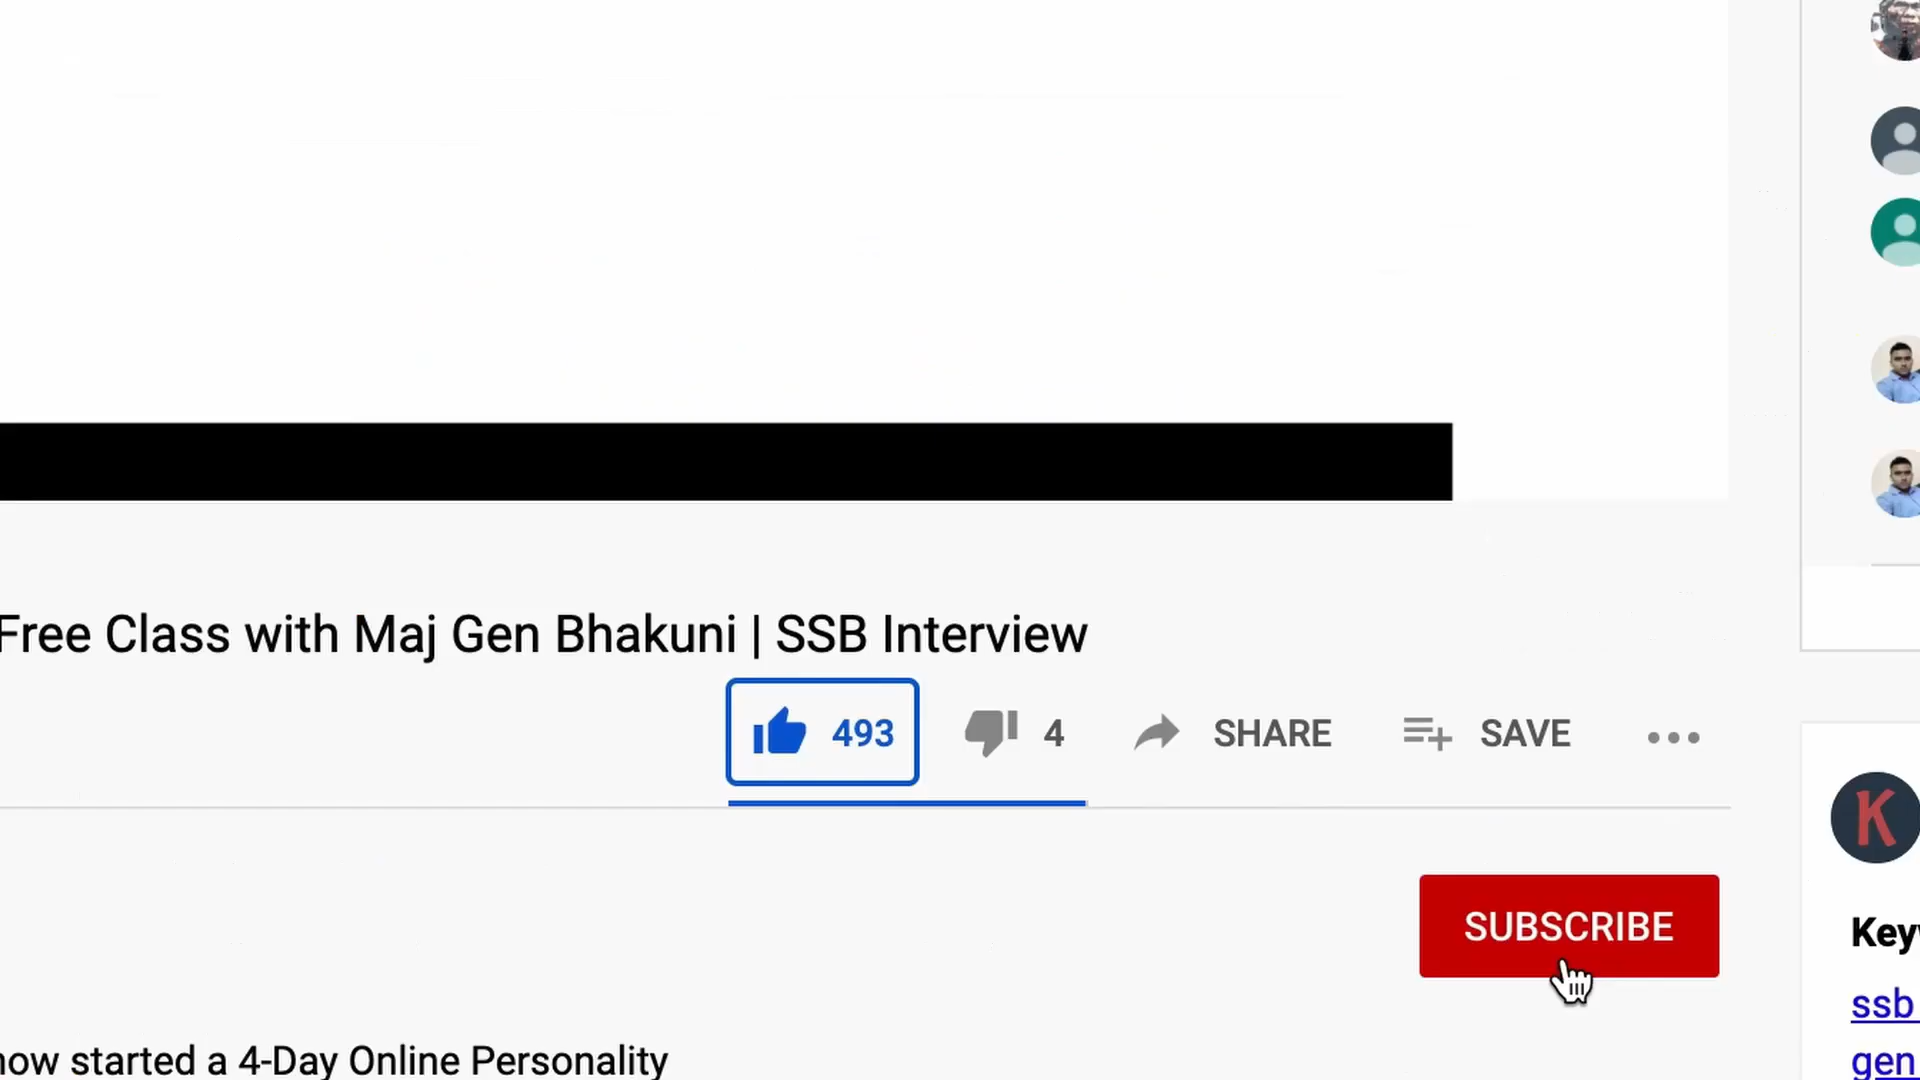 Free Class with Maj Gen Bhakuni | SSB Interview
493 4 SHARE SAVE
K
SUBSCRIBE
ssb
gen
now started a 4-Day Online Personality